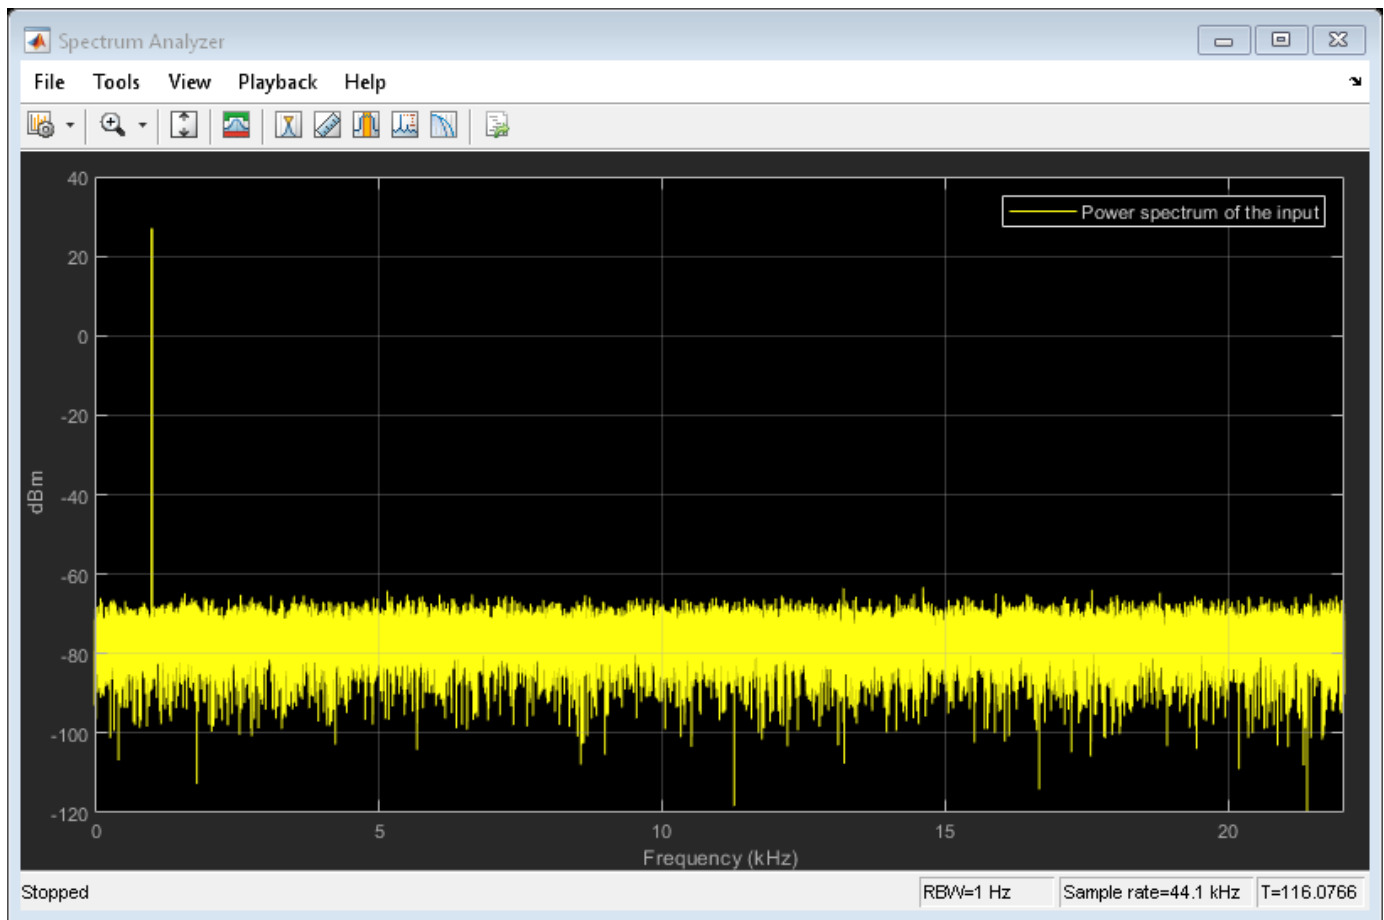 Spectrum Analyzer
File Tools View Playback Help
40
Power spectrum of the input
20
0
-20
dBm
-40
-60
-80
-100
-120
0 5 10 15 20
Frequency (kHz)
Stopped RBW=1 Hz Sample rate=44.1 kHz T=116.0766